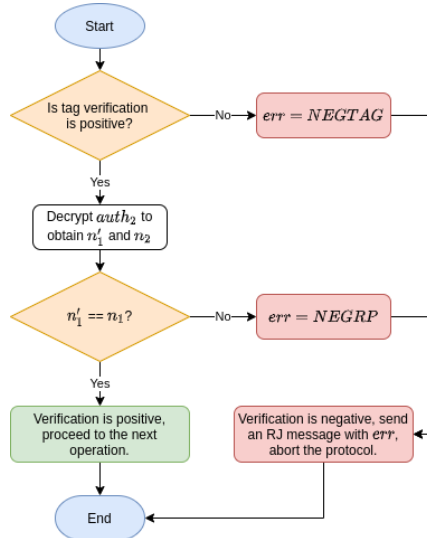 Start
Is tag verification
is positive?
No
err = NEGTAG
Yes
Decrypt auth₂ to
obtain n₁′ and n₂
n₁′ == n₁?
No
err = NEGRP
Yes
Verification is positive,
proceed to the next
operation.
Verification is negative, send
an RJ message with err,
abort the protocol.
End